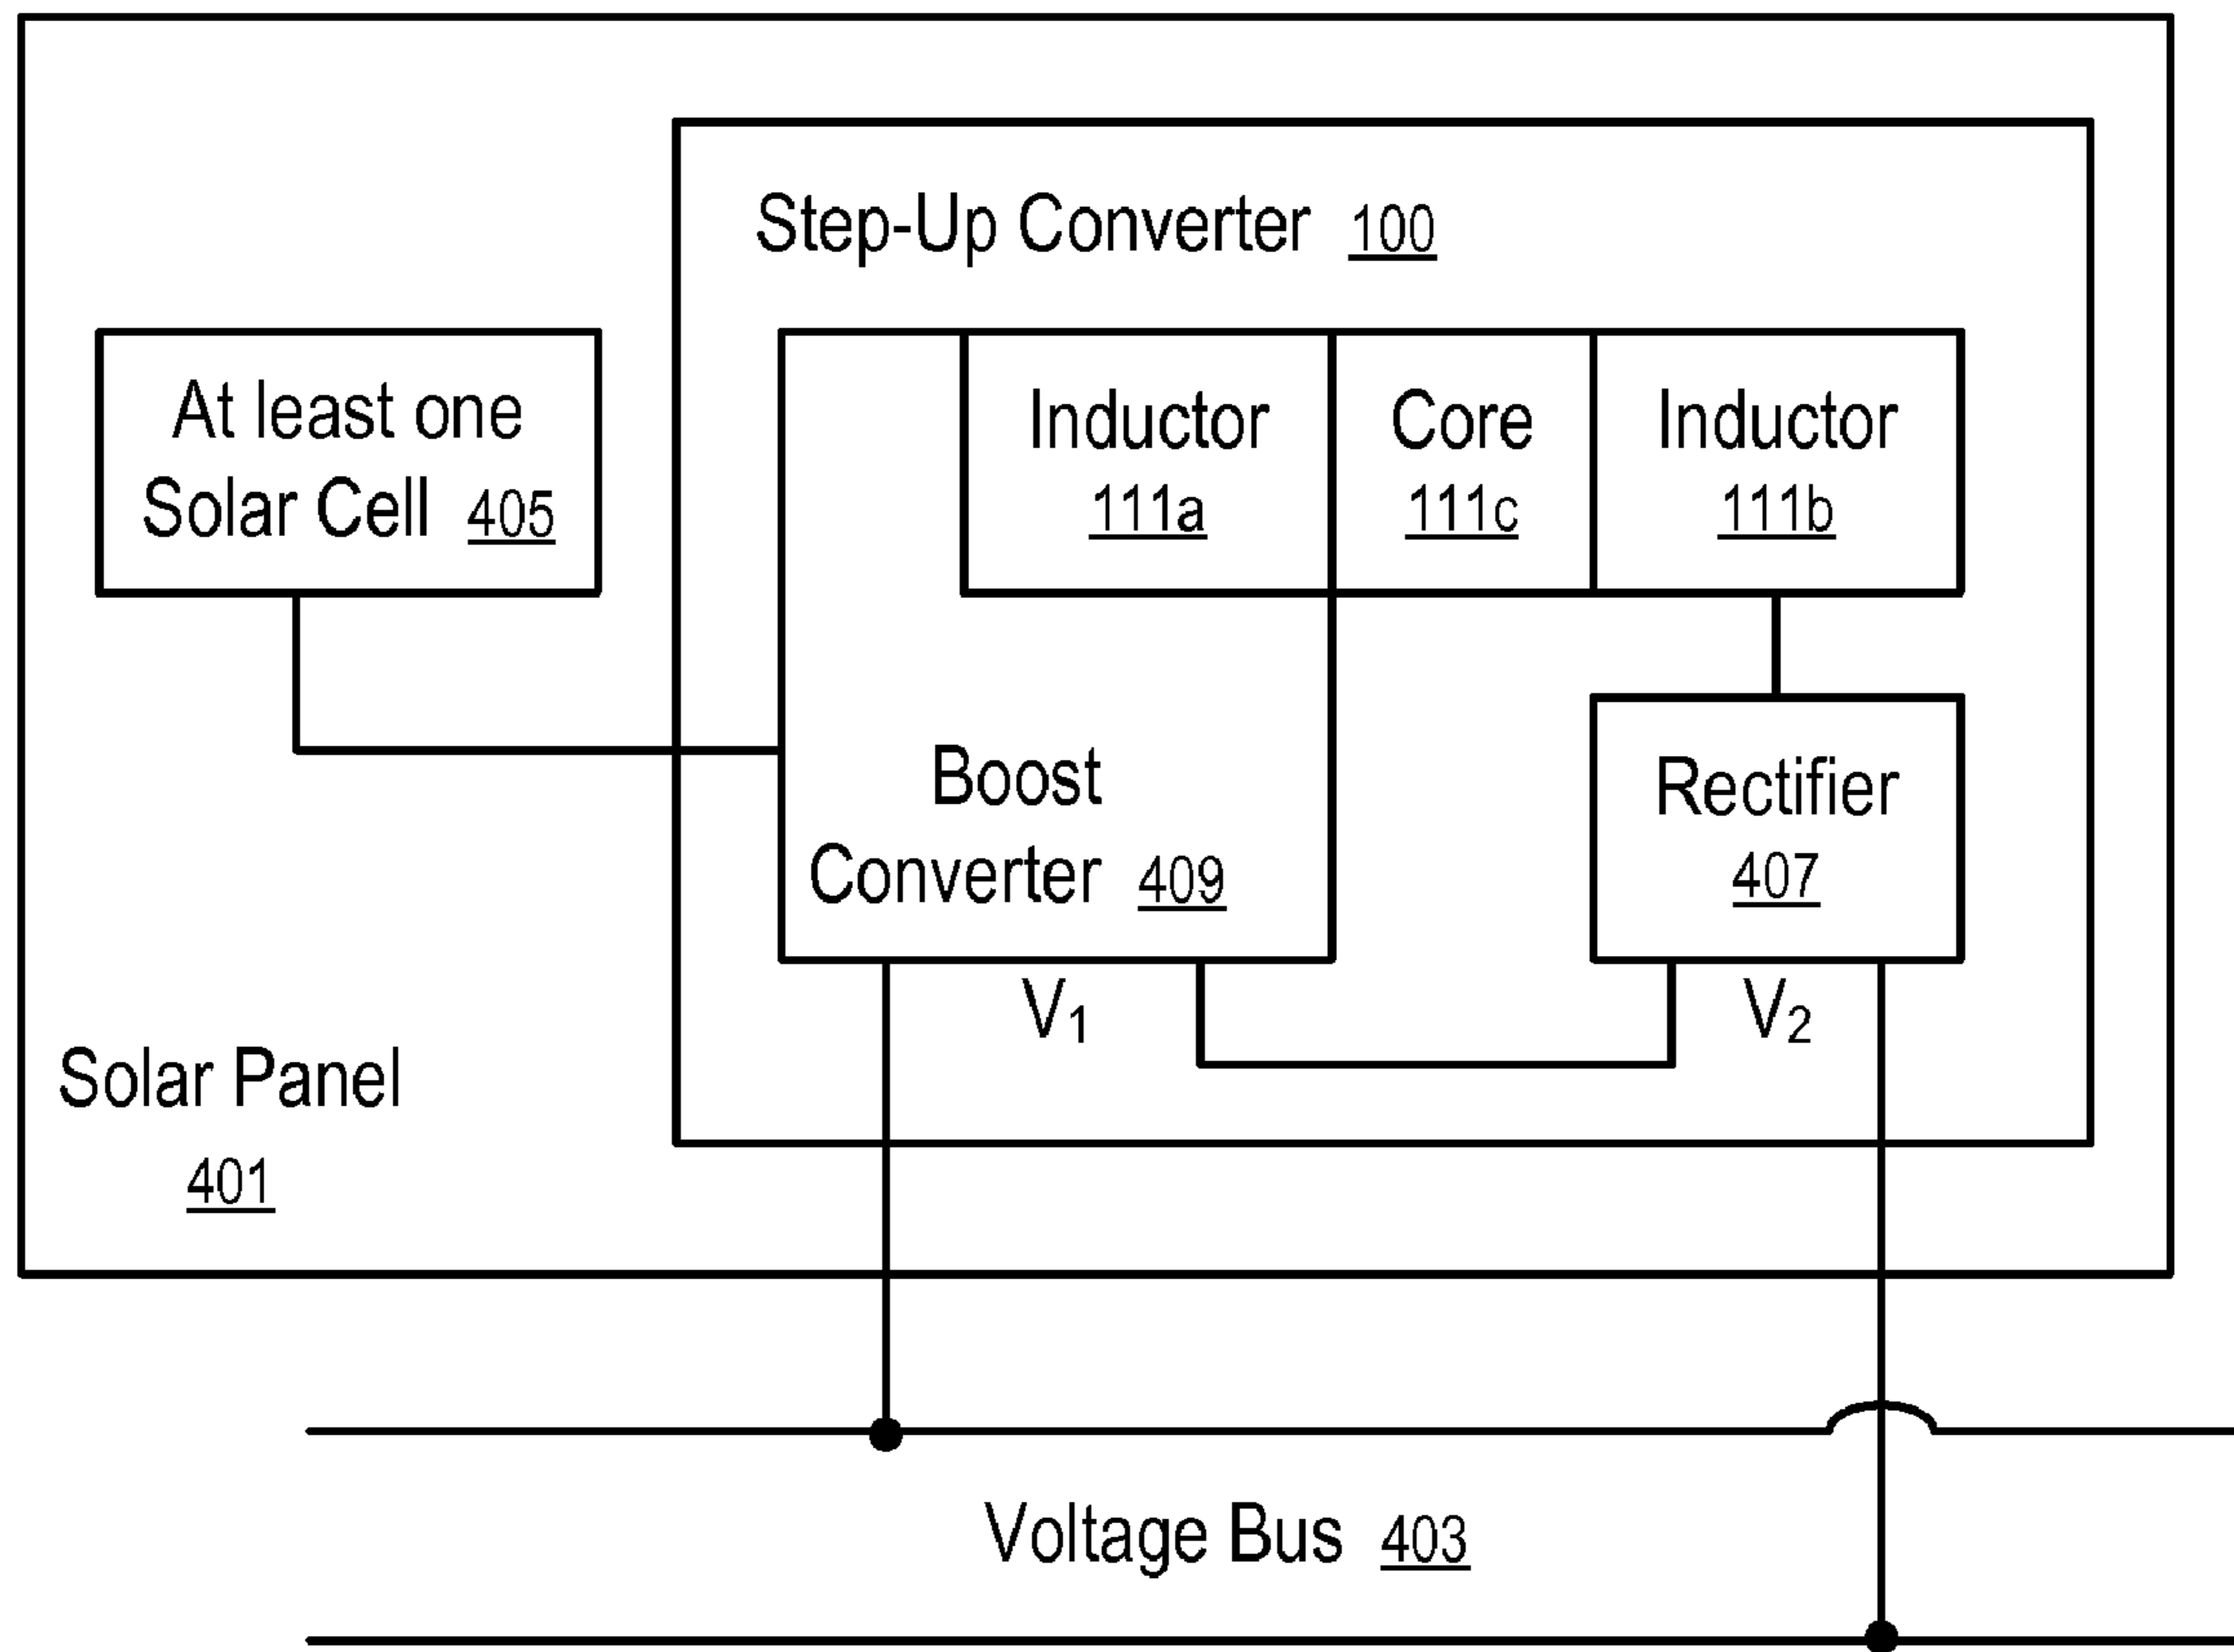 Step-Up Converter 100
At least one
Solar Cell 405
Inductor
111a
Core
111c
Inductor
111b
Boost
Converter 409
Rectifier
407
V1
V2
Solar Panel
401
Voltage Bus 403